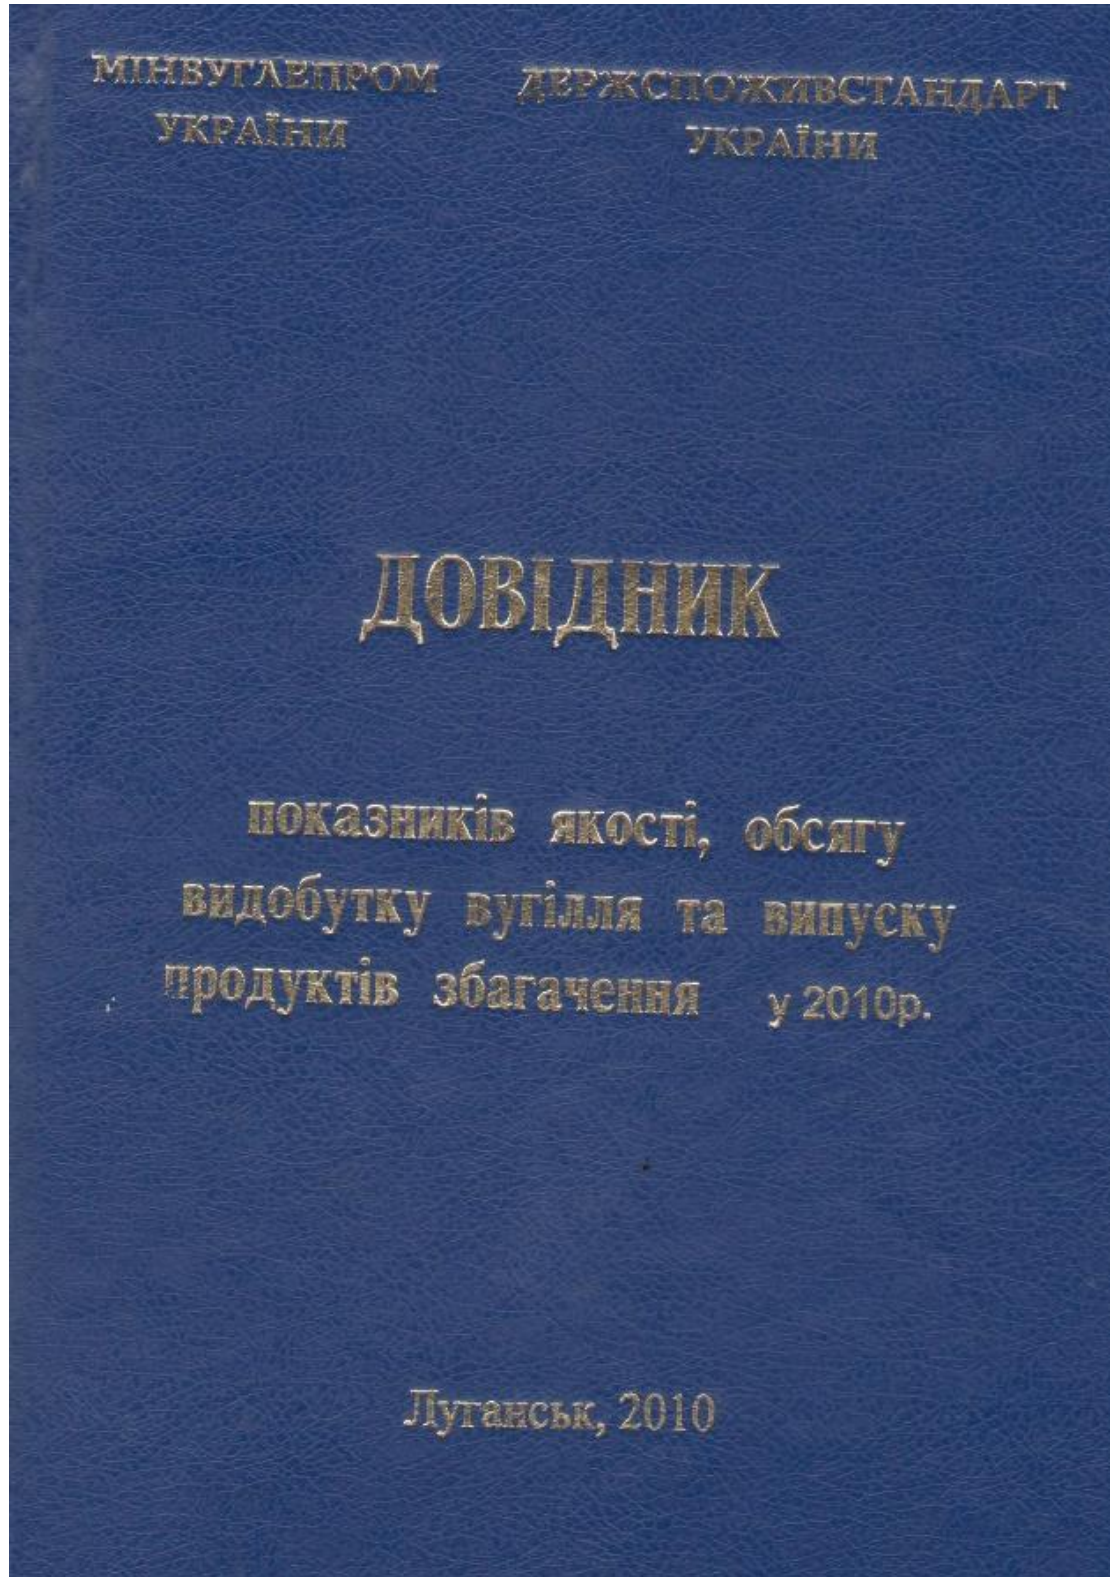 МІНВУГЛЕПРОМ
УКРАЇНИ
ДЕРЖСПОЖИВСТАНДАРТ
УКРАЇНИ
ДОВІДНИК
показників якості, обсягу
видобутку вугілля та випуску
продуктів збагачення у 2010р.
Луганськ, 2010